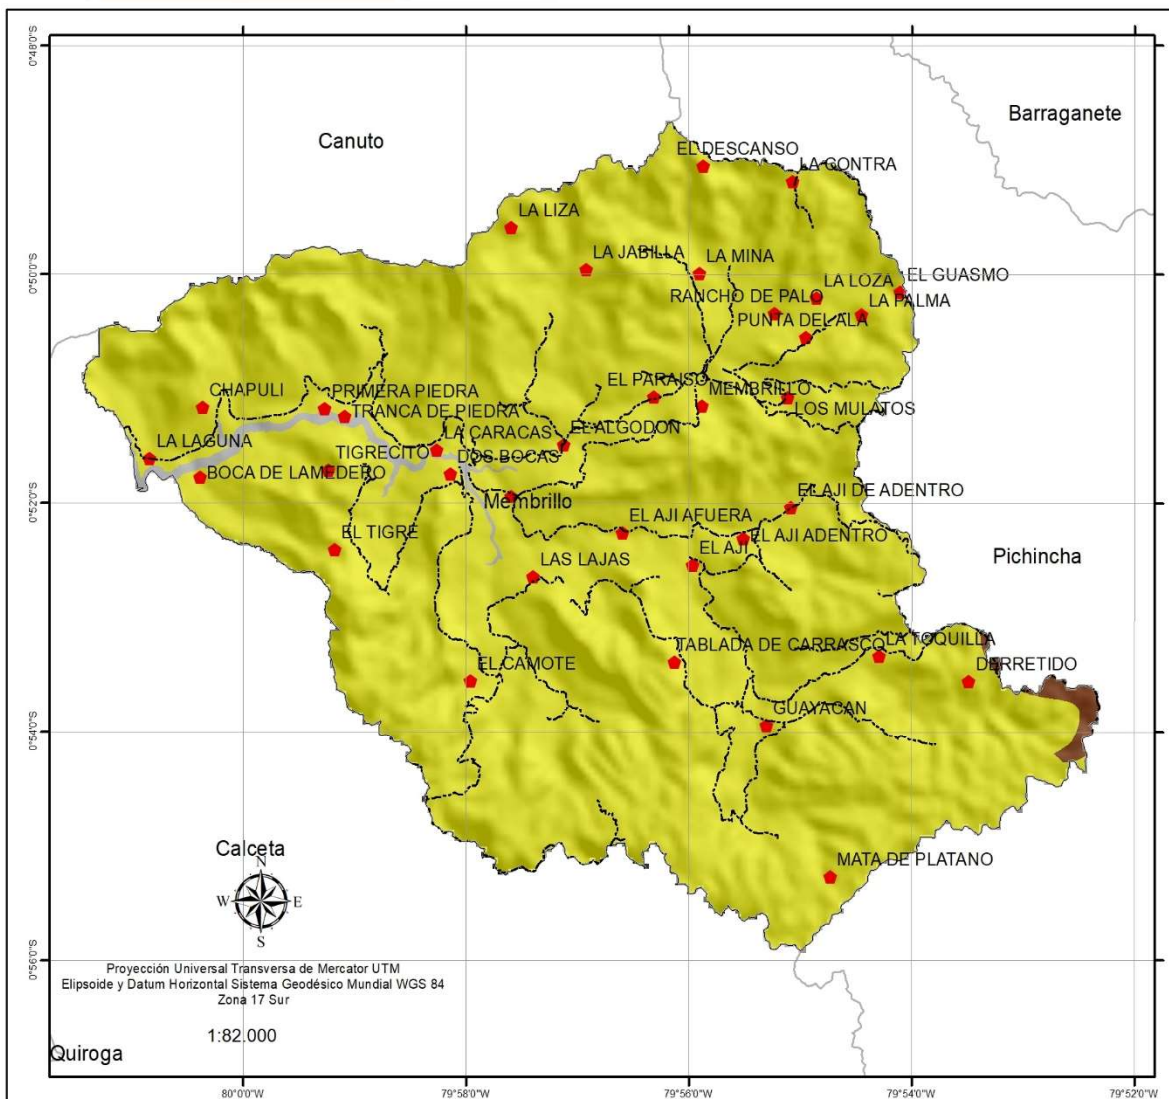 0°48'0"S
Barraganete
Canuto
EL DESCANSO
LA GONTRA
LA LIZA
LA JABILLA
LA MINA
0°50'0"S
LA LOZA
EL GUASMO
RANCHO DE PALO
LA PALMA
PUNTA DEL ALA
EL PARAISO
CHAPULI
PRIMERA PIEDRA
MEMBRILLO
TRANCA DE PIEDRA
LOS MULATOS
LA CARACAS
EL ALGODON
LA LAGUNA
TIGRECITO
DOS BOCAS
BOCA DE LAMEDERO
0°52'0"S
Membrillo
EL AJI DE ADENTRO
EL AJI AFUERA
EL TIGRE
EL AJI ADENTRO
EL AJI
LAS LAJAS
Pichincha
TABLADA DE CARRASCO
LA TOQUILLA
EL CAMOTE
DERRETIDO
GUAYACAN
0°54'0"S
Calceta
MATA DE PLATANO
N
W
E
S
0°56'0"S
Proyección Universal Transversa de Mercator UTM
Elipsoide y Datum Horizontal Sistema Geodésico Mundial WGS 84
Zona 17 Sur
1:82.000
Quiroga
80°0'0"W
79°58'0"W
79°56'0"W
79°54'0"W
79°52'0"W